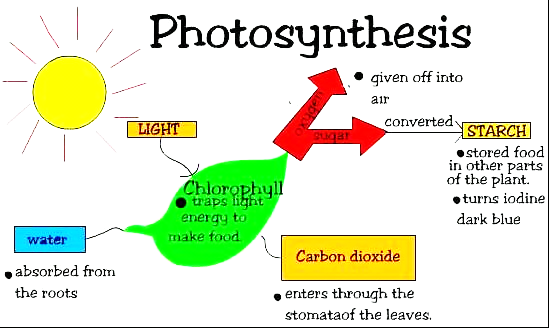 Photosynthesis
● given off into
air
oxygen
sugar
converted
STARCH
● stored food
in other parts
of the plant.
● turns iodine
dark blue
LIGHT
Chlorophyll
● traps light
energy to
make food.
water
● absorbed from
the roots
Carbon dioxide
● enters through the
stomataof the leaves.